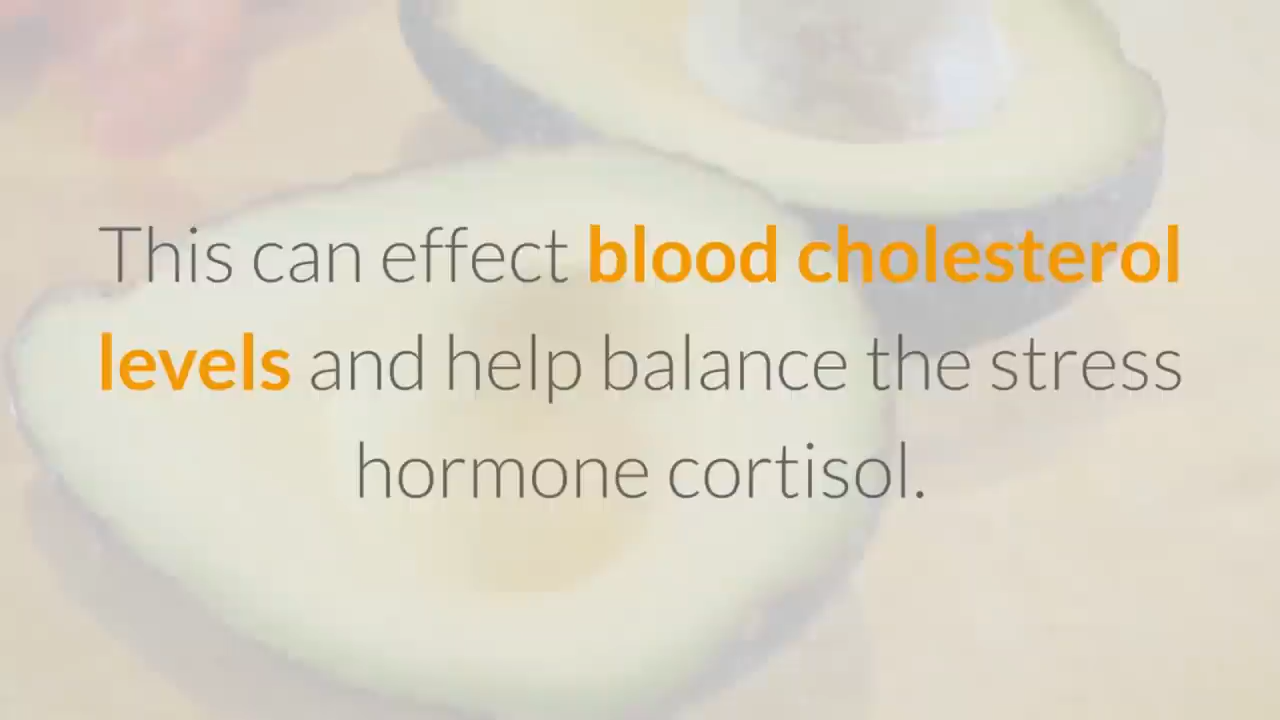 This can effect blood cholesterol
levels and help balance the stress
hormone cortisol.